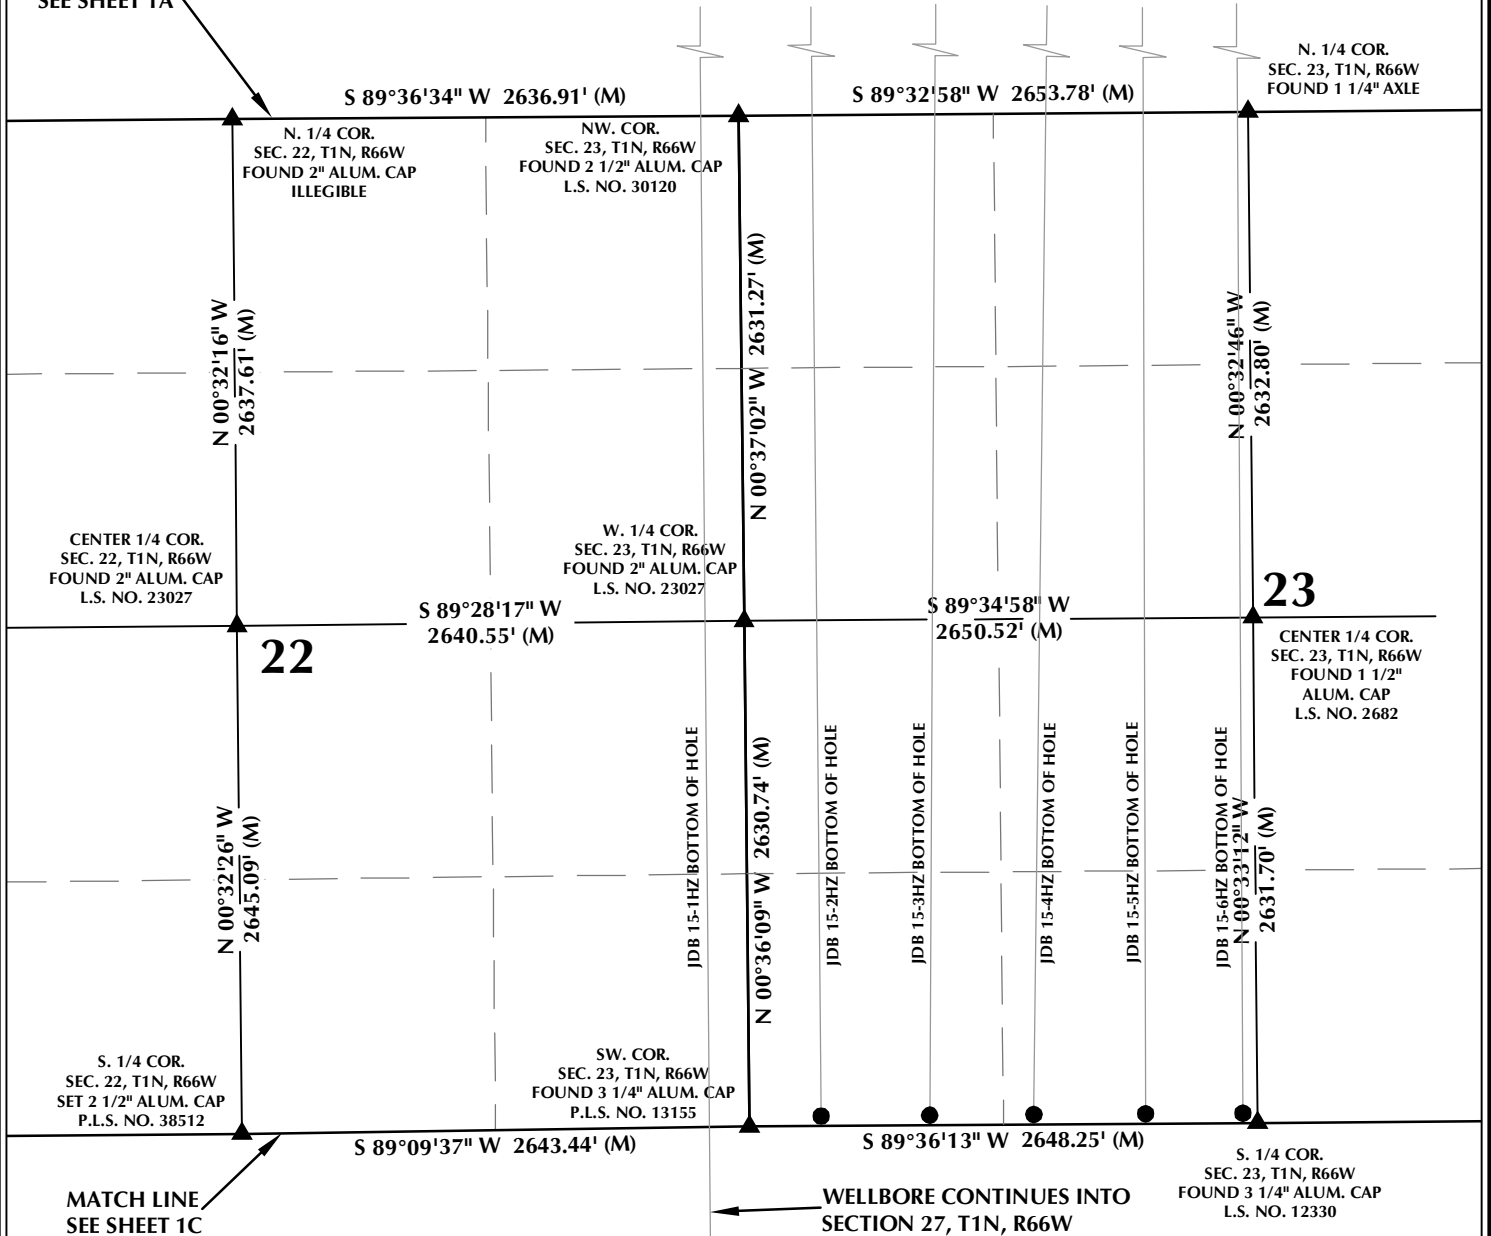 SEE SHEET 1A
S 89°36'34" W 2636.91' (M)
S 89°32'58" W 2653.78' (M)
N. 1/4 COR.
SEC. 23, T1N, R66W
FOUND 1 1/4" AXLE
N. 1/4 COR.
SEC. 22, T1N, R66W
FOUND 2" ALUM. CAP
ILLEGIBLE
NW. COR.
SEC. 23, T1N, R66W
FOUND 2 1/2" ALUM. CAP
L.S. NO. 30120
N 00°32'16" W
2637.61' (M)
N 00°37'02" W 2631.27' (M)
N 00°32'46" W
2632.80' (M)
CENTER 1/4 COR.
SEC. 22, T1N, R66W
FOUND 2" ALUM. CAP
L.S. NO. 23027
W. 1/4 COR.
SEC. 23, T1N, R66W
FOUND 2" ALUM. CAP
L.S. NO. 23027
S 89°28'17" W
2640.55' (M)
S 89°34'58" W
2650.52' (M)
23
22
CENTER 1/4 COR.
SEC. 23, T1N, R66W
FOUND 1 1/2"
ALUM. CAP
L.S. NO. 2682
N 00°32'26" W
2645.09' (M)
JDB 15-1HZ BOTTOM OF HOLE
N 00°36'09" W 2630.74' (M)
JDB 15-2HZ BOTTOM OF HOLE
JDB 15-3HZ BOTTOM OF HOLE
JDB 15-4HZ BOTTOM OF HOLE
JDB 15-5HZ BOTTOM OF HOLE
JDB 15-6HZ BOTTOM OF HOLE
N 00°33'12" W
2631.70' (M)
S. 1/4 COR.
SEC. 22, T1N, R66W
SET 2 1/2" ALUM. CAP
P.L.S. NO. 38512
SW. COR.
SEC. 23, T1N, R66W
FOUND 3 1/4" ALUM. CAP
P.L.S. NO. 13155
S 89°09'37" W 2643.44' (M)
S 89°36'13" W 2648.25' (M)
S. 1/4 COR.
SEC. 23, T1N, R66W
FOUND 3 1/4" ALUM. CAP
L.S. NO. 12330
MATCH LINE
SEE SHEET 1C
WELLBORE CONTINUES INTO
SECTION 27, T1N, R66W